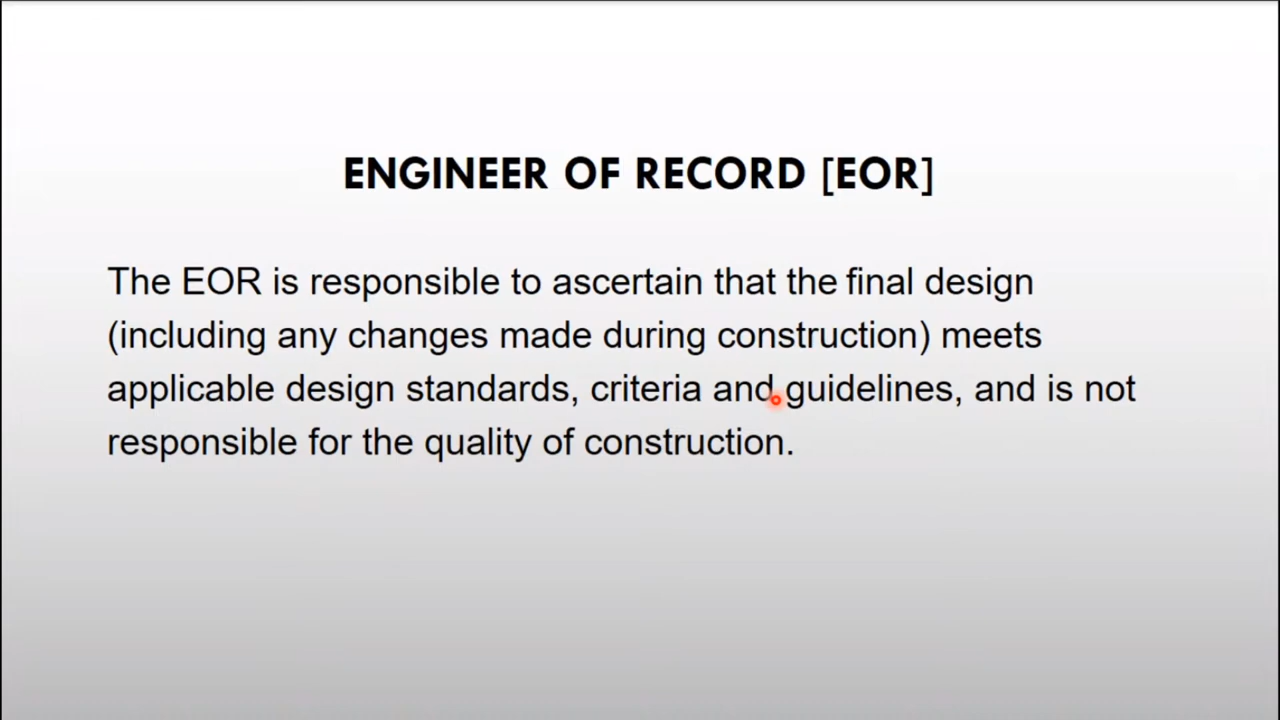 ENGINEER OF RECORD [EOR]
The EOR is responsible to ascertain that the final design
(including any changes made during construction) meets
applicable design standards, criteria and guidelines, and is not
responsible for the quality of construction.